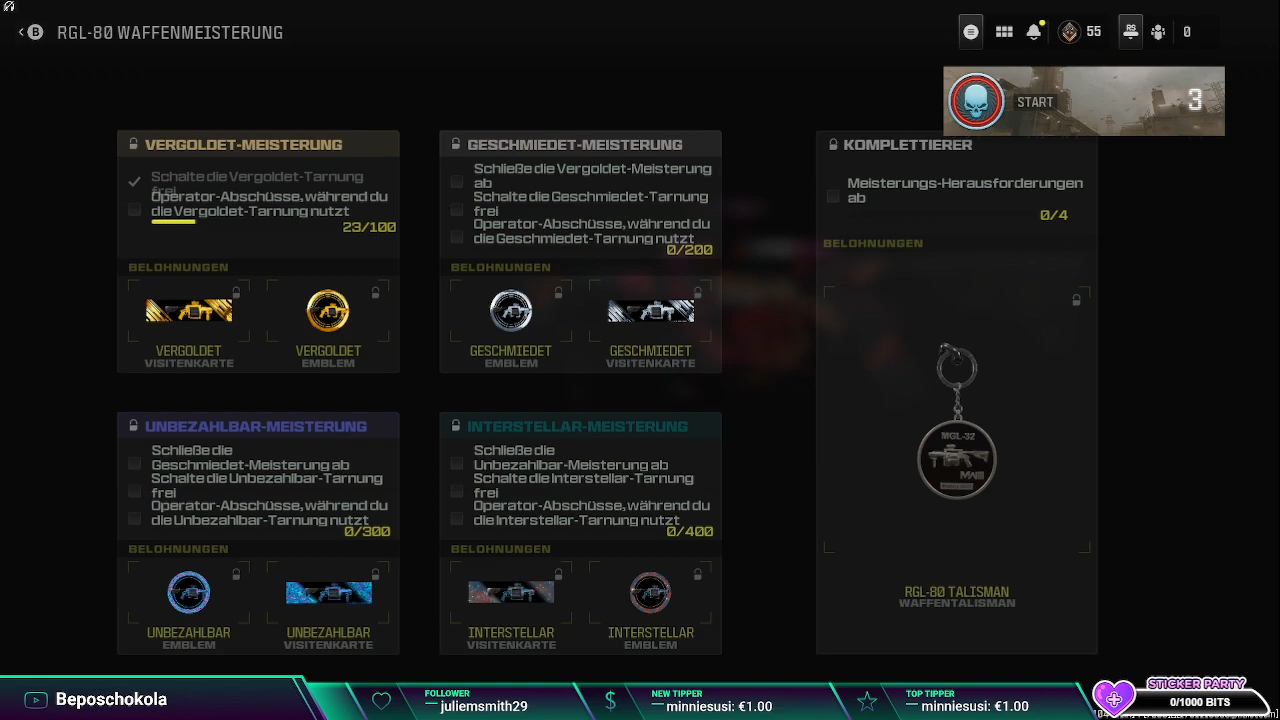 B RGL-80 WAFFENMEISTERUNG
55
RS
0
START
3
VERGOLDET-MEISTERUNG
Schalte die Vergoldet-Tarnung
frei
Operator-Abschüsse, während du
die Vergoldet-Tarnung nutzt
23/100
BELOHNUNGEN
VERGOLDET
VISITENKARTE
VERGOLDET
EMBLEM
GESCHMIEDET-MEISTERUNG
Schließe die Vergoldet-Meisterung
ab
Schalte die Geschmiedet-Tarnung
frei
Operator-Abschüsse, während du
die Geschmiedet-Tarnung nutzt
0/200
BELOHNUNGEN
GESCHMIEDET
EMBLEM
GESCHMIEDET
VISITENKARTE
KOMPLETTIERER
Meisterungs-Herausforderungen
ab
0/4
BELOHNUNGEN
MGL-32
RGL-80 TALISMAN
WAFFENTALISMAN
UNBEZAHLBAR-MEISTERUNG
Schließe die
Geschmiedet-Meisterung ab
Schalte die Unbezahlbar-Tarnung
frei
Operator-Abschüsse, während du
die Unbezahlbar-Tarnung nutzt
0/300
BELOHNUNGEN
UNBEZAHLBAR
EMBLEM
UNBEZAHLBAR
VISITENKARTE
INTERSTELLAR-MEISTERUNG
Schließe die
Unbezahlbar-Meisterung ab
Schalte die Interstellar-Tarnung
frei
Operator-Abschüsse, während du
die Interstellar-Tarnung nutzt
0/400
BELOHNUNGEN
INTERSTELLAR
VISITENKARTE
INTERSTELLAR
EMBLEM
Beposchokola
FOLLOWER
juliemsmith29
NEW TIPPER
minniesusi: €1.00
TOP TIPPER
minniesusi: €1.00
STICKER PARTY
0/1000 BITS